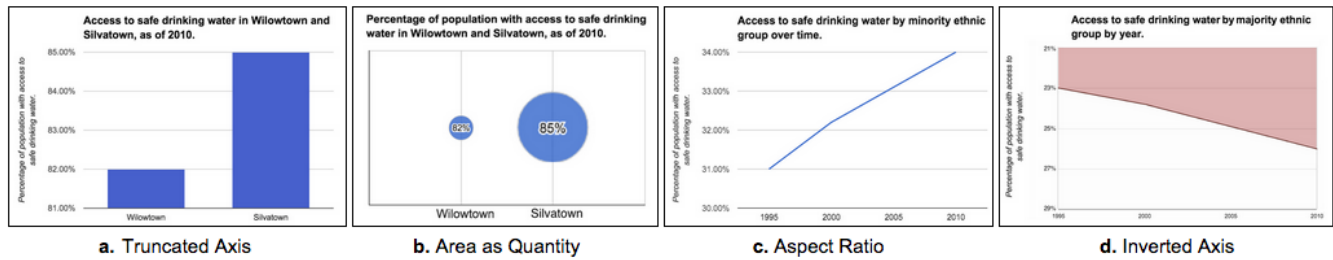 Access to safe drinking water in Wilowtown and
Silvatown, as of 2010.
Percentage of population with access to
safe drinking water.
85.00%
84.00%
83.00%
82.00%
81.00%
Wilowtown
Silvatown
a. Truncated Axis
Percentage of population with access to safe drinking
water in Wilowtown and Silvatown, as of 2010.
82%
85%
Wilowtown
Silvatown
b. Area as Quantity
Access to safe drinking water by minority ethnic
group over time.
Percentage of population with access to
safe drinking water.
34.00%
33.00%
32.00%
31.00%
30.00%
1995
2000
2005
2010
c. Aspect Ratio
Access to safe drinking water by majority ethnic
group by year.
Percentage of population with access to
safe drinking water.
21%
23%
25%
27%
29%
1995
2000
2005
2010
d. Inverted Axis